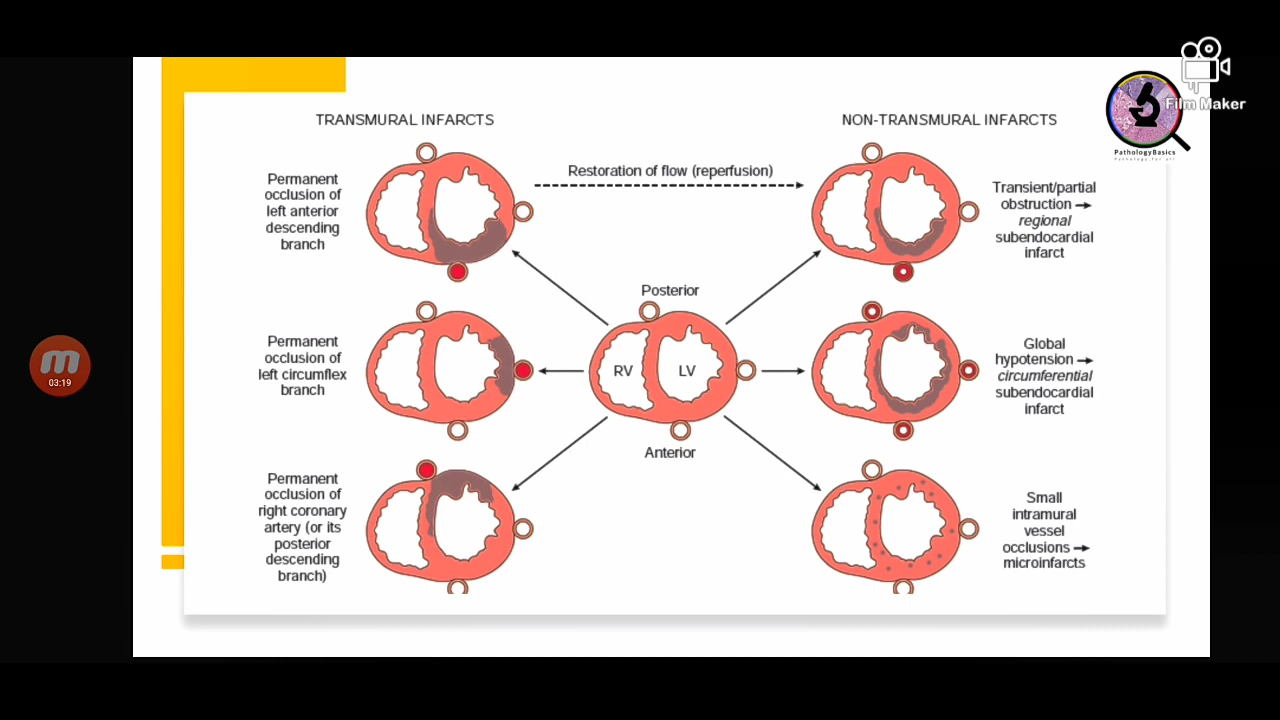 TRANSMURAL INFARCTS
NON-TRANSMURAL INFARCTS
Film Maker
PathologyBasics
Pathology for all
Permanent
occlusion of
left anterior
descending
branch
Restoration of flow (reperfusion)
Transient/partial
obstruction →
regional
subendocardial
infarct
Permanent
occlusion of
left circumflex
branch
Posterior
RV
LV
Anterior
Global
hypotension →
circumferential
subendocardial
infarct
Permanent
occlusion of
right coronary
artery (or its
posterior
descending
branch)
Small
intramural
vessel
occlusions →
microinfarcts
03:19